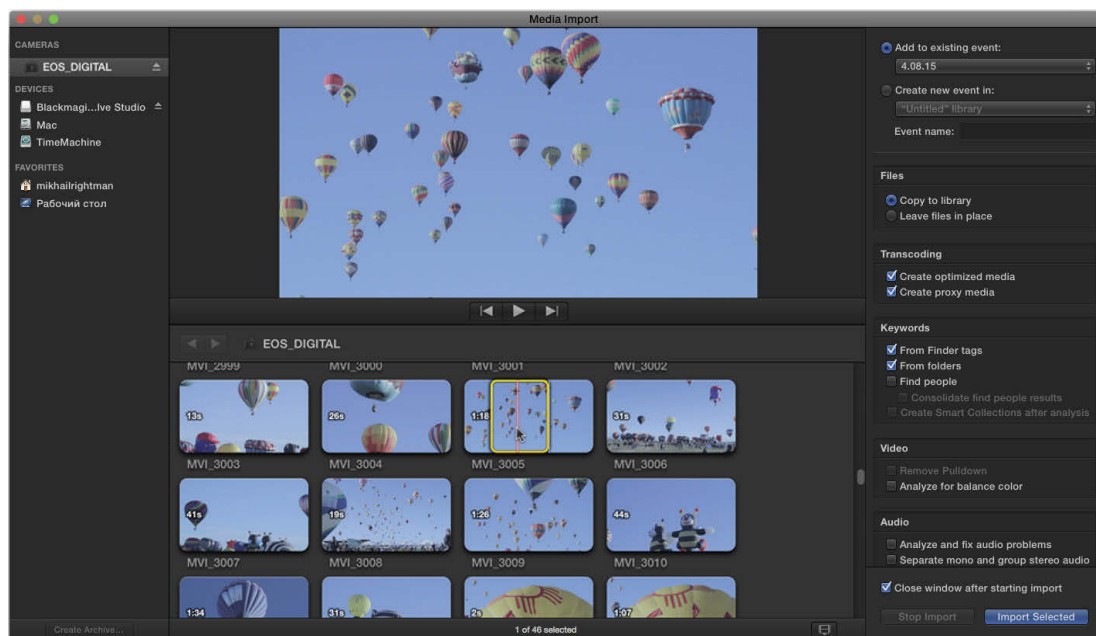 Media Import
CAMERAS
EOS_DIGITAL
DEVICES
Blackmagi...lve Studio
Mac
TimeMachine
FAVORITES
mikhailrightman
Рабочий стол
EOS_DIGITAL
MVI_2999 MVI_3000 MVI_3001 MVI_3002
13s 26s 1:18 31s
MVI_3003 MVI_3004 MVI_3005 MVI_3006
41s 19s 1:26 44s
MVI_3007 MVI_3008 MVI_3009 MVI_3010
1:34 31s 2s 1:07
Create Archive...
1 of 46 selected
Add to existing event:
4.08.15
Create new event in:
"Untitled" library
Event name:
Files
Copy to library
Leave files in place
Transcoding
Create optimized media
Create proxy media
Keywords
From Finder tags
From folders
Find people
Consolidate find people results
Create Smart Collections after analysis
Video
Remove Pulldown
Analyze for balance color
Audio
Analyze and fix audio problems
Separate mono and group stereo audio
Close window after starting import
Stop Import
Import Selected